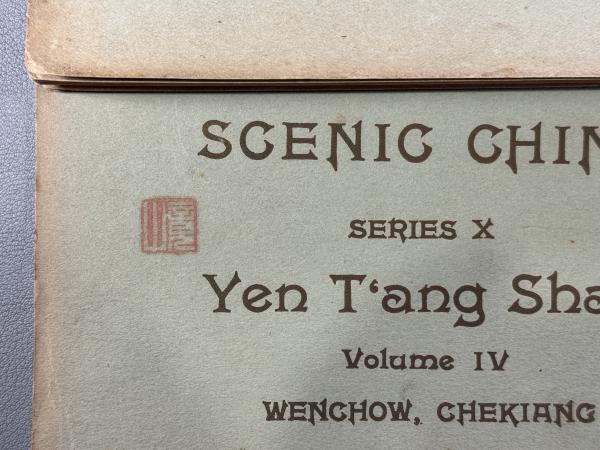 SCENIC CHIN
SERIES X
Yen T‘ang Sha
Volume IV
WENCHOW, CHEKIANG